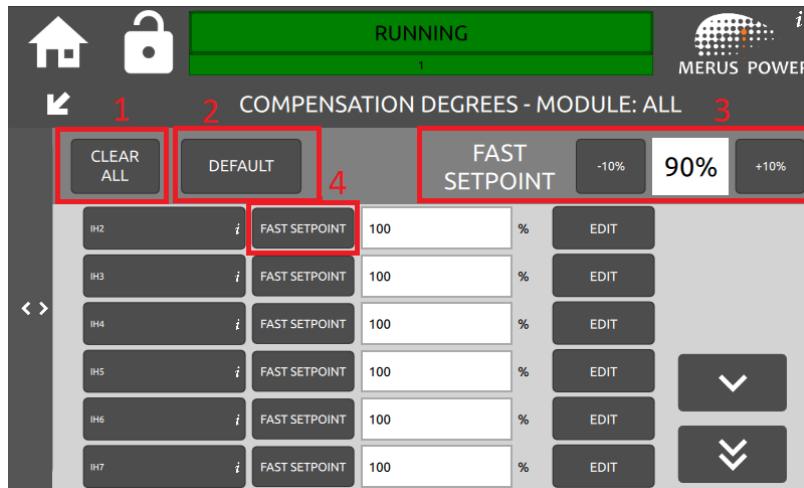 RUNNING
1
i
MERUS POWER
COMPENSATION DEGREES - MODULE: ALL
1
2
3
CLEAR
ALL
DEFAULT
4
FAST
SETPOINT
-10%
90%
+10%
IH2 i FAST SETPOINT 100 % EDIT
IH3 i FAST SETPOINT 100 % EDIT
IH4 i FAST SETPOINT 100 % EDIT
IH5 i FAST SETPOINT 100 % EDIT
IH6 i FAST SETPOINT 100 % EDIT
IH7 i FAST SETPOINT 100 % EDIT